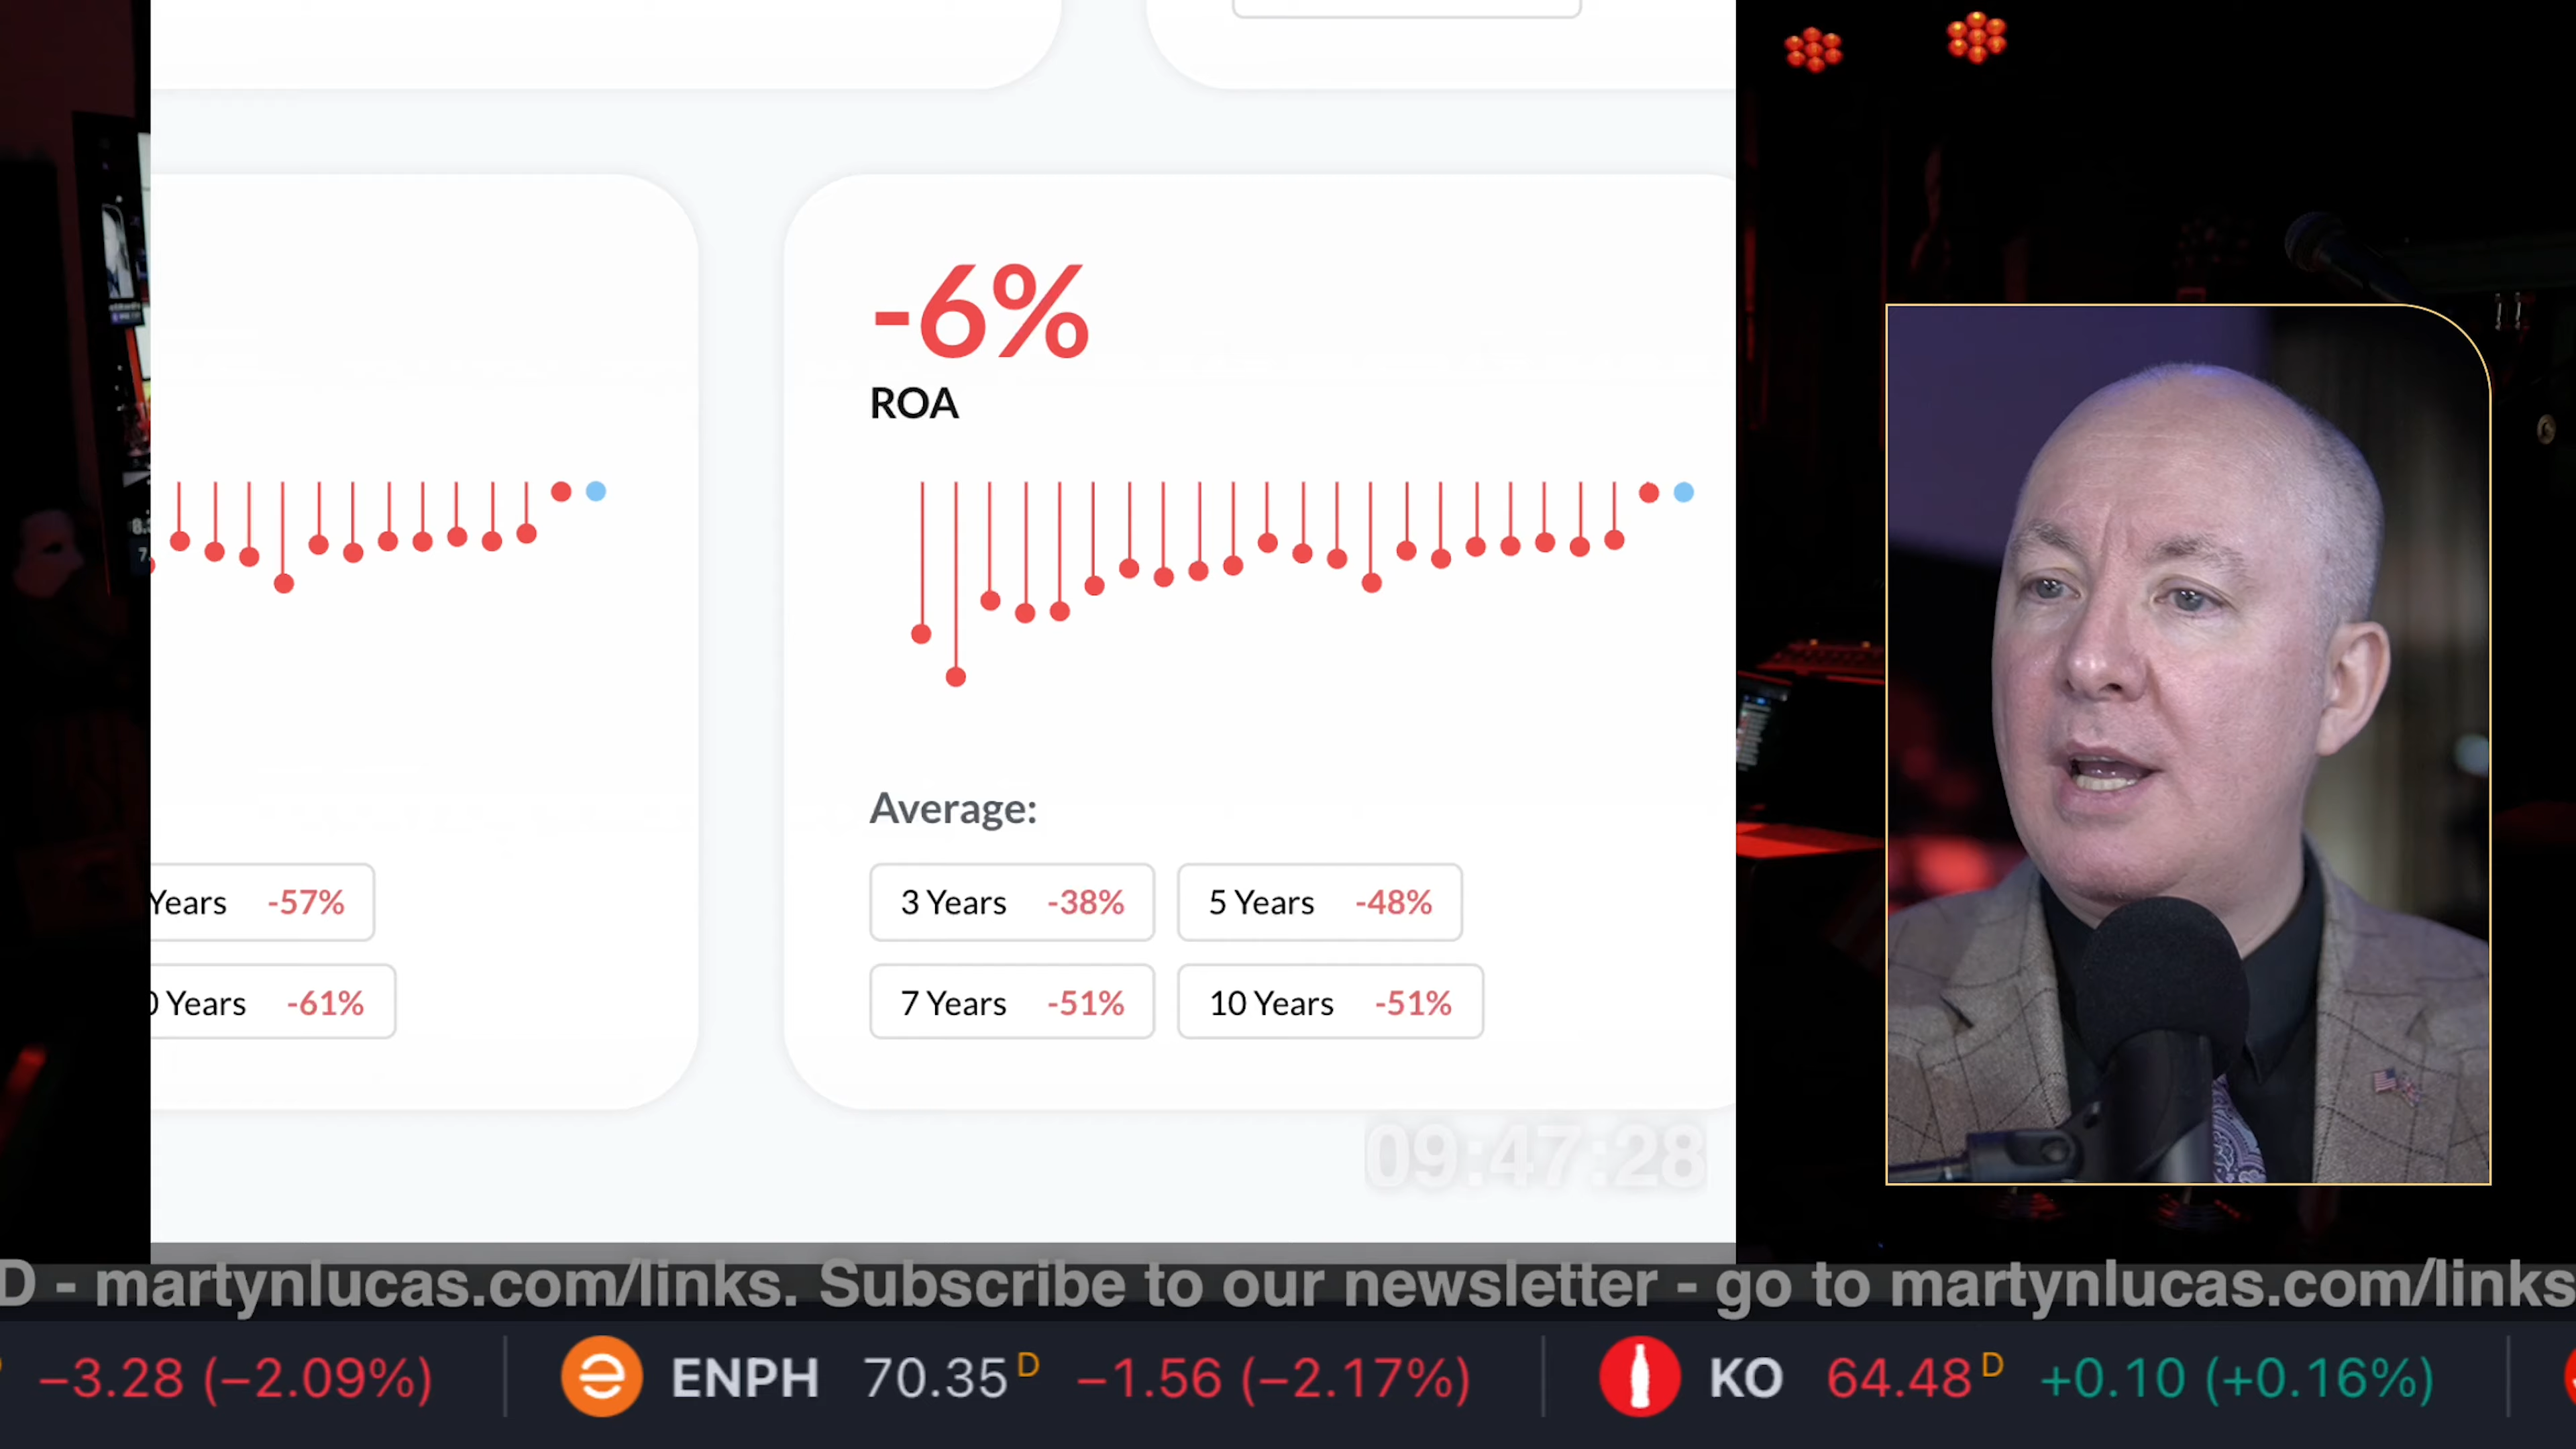 -6%
ROA
Average:
Years -57%
3 Years -38%
5 Years -48%
Years -61%
7 Years -51%
10 Years -51%
09:47:28
D - martynlucas.com/links. Subscribe to our newsletter - go to martynlucas.com/links
−3.28 (−2.09%) ENPH 70.35 D −1.56 (−2.17%) KO 64.48 D +0.10 (+0.16%)